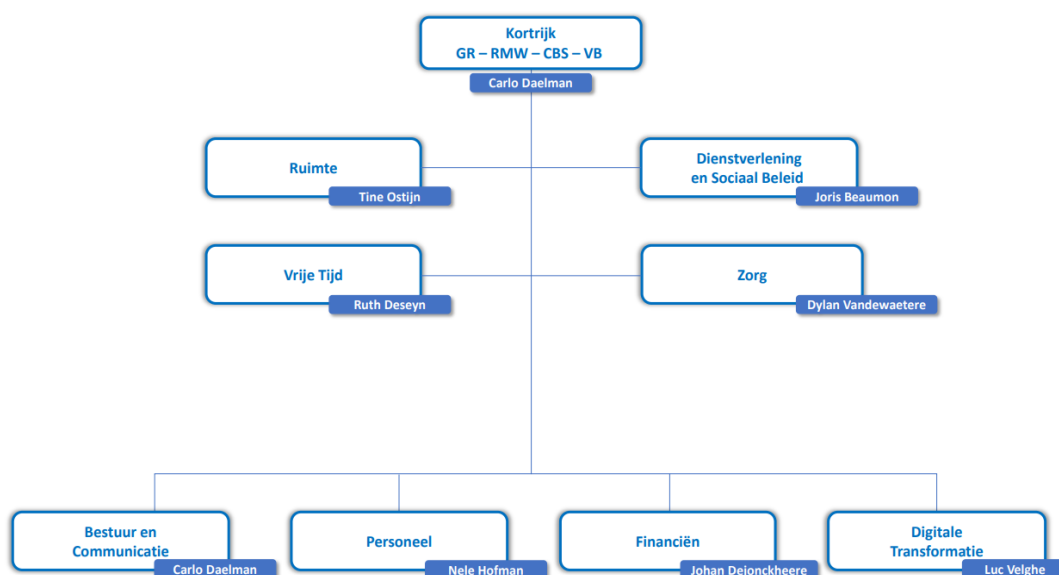 Kortrijk
GR – RMW – CBS – VB
Carlo Daelman
Ruimte
Tine Ostijn
Dienstverlening
en Sociaal Beleid
Joris Beaumon
Vrije Tijd
Ruth Deseyn
Zorg
Dylan Vandewaetere
Bestuur en
Communicatie
Carlo Daelman
Personeel
Nele Hofman
Financiën
Johan Dejonckheere
Digitale
Transformatie
Luc Velghe